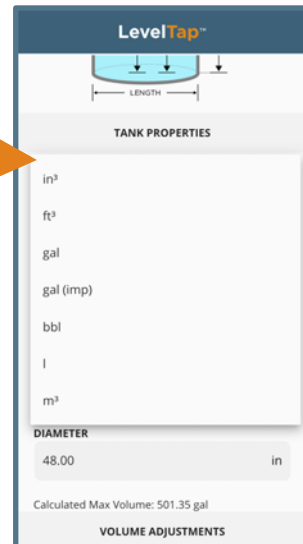 LevelTap™
LENGTH
TANK PROPERTIES
in³
ft³
gal
gal (imp)
bbl
l
m³
DIAMETER
48.00 in
Calculated Max Volume: 501.35 gal
VOLUME ADJUSTMENTS